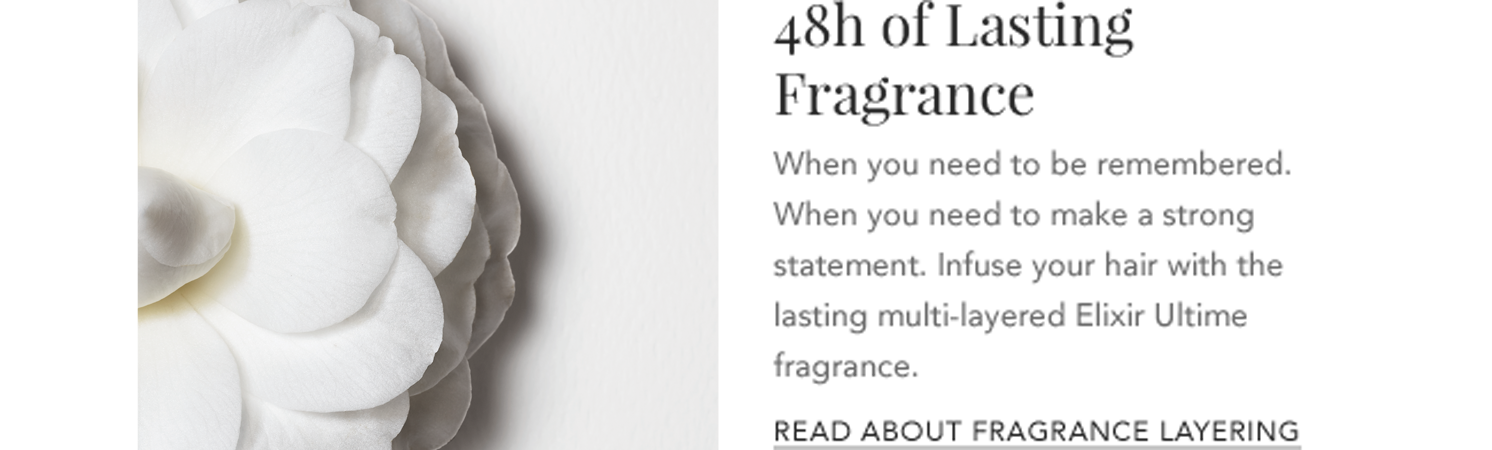 48h of Lasting
Fragrance
When you need to be remembered.
When you need to make a strong
statement. Infuse your hair with the
lasting multi-layered Elixir Ultime
fragrance.
READ ABOUT FRAGRANCE LAYERING